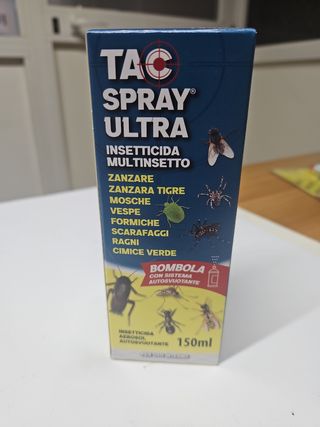 TAC
SPRAY®
ULTRA
INSETTICIDA
MULTINSETTO
ZANZARE
ZANZARA TIGRE
MOSCHE
VESPE
FORMICHE
SCARAFAGGI
RAGNI
CIMICE VERDE
BOMBOLA
CON SISTEMA
AUTOSVUOTANTE
INSETTICIDA
AEROSOL
AUTOSVUOTANTE
150ml